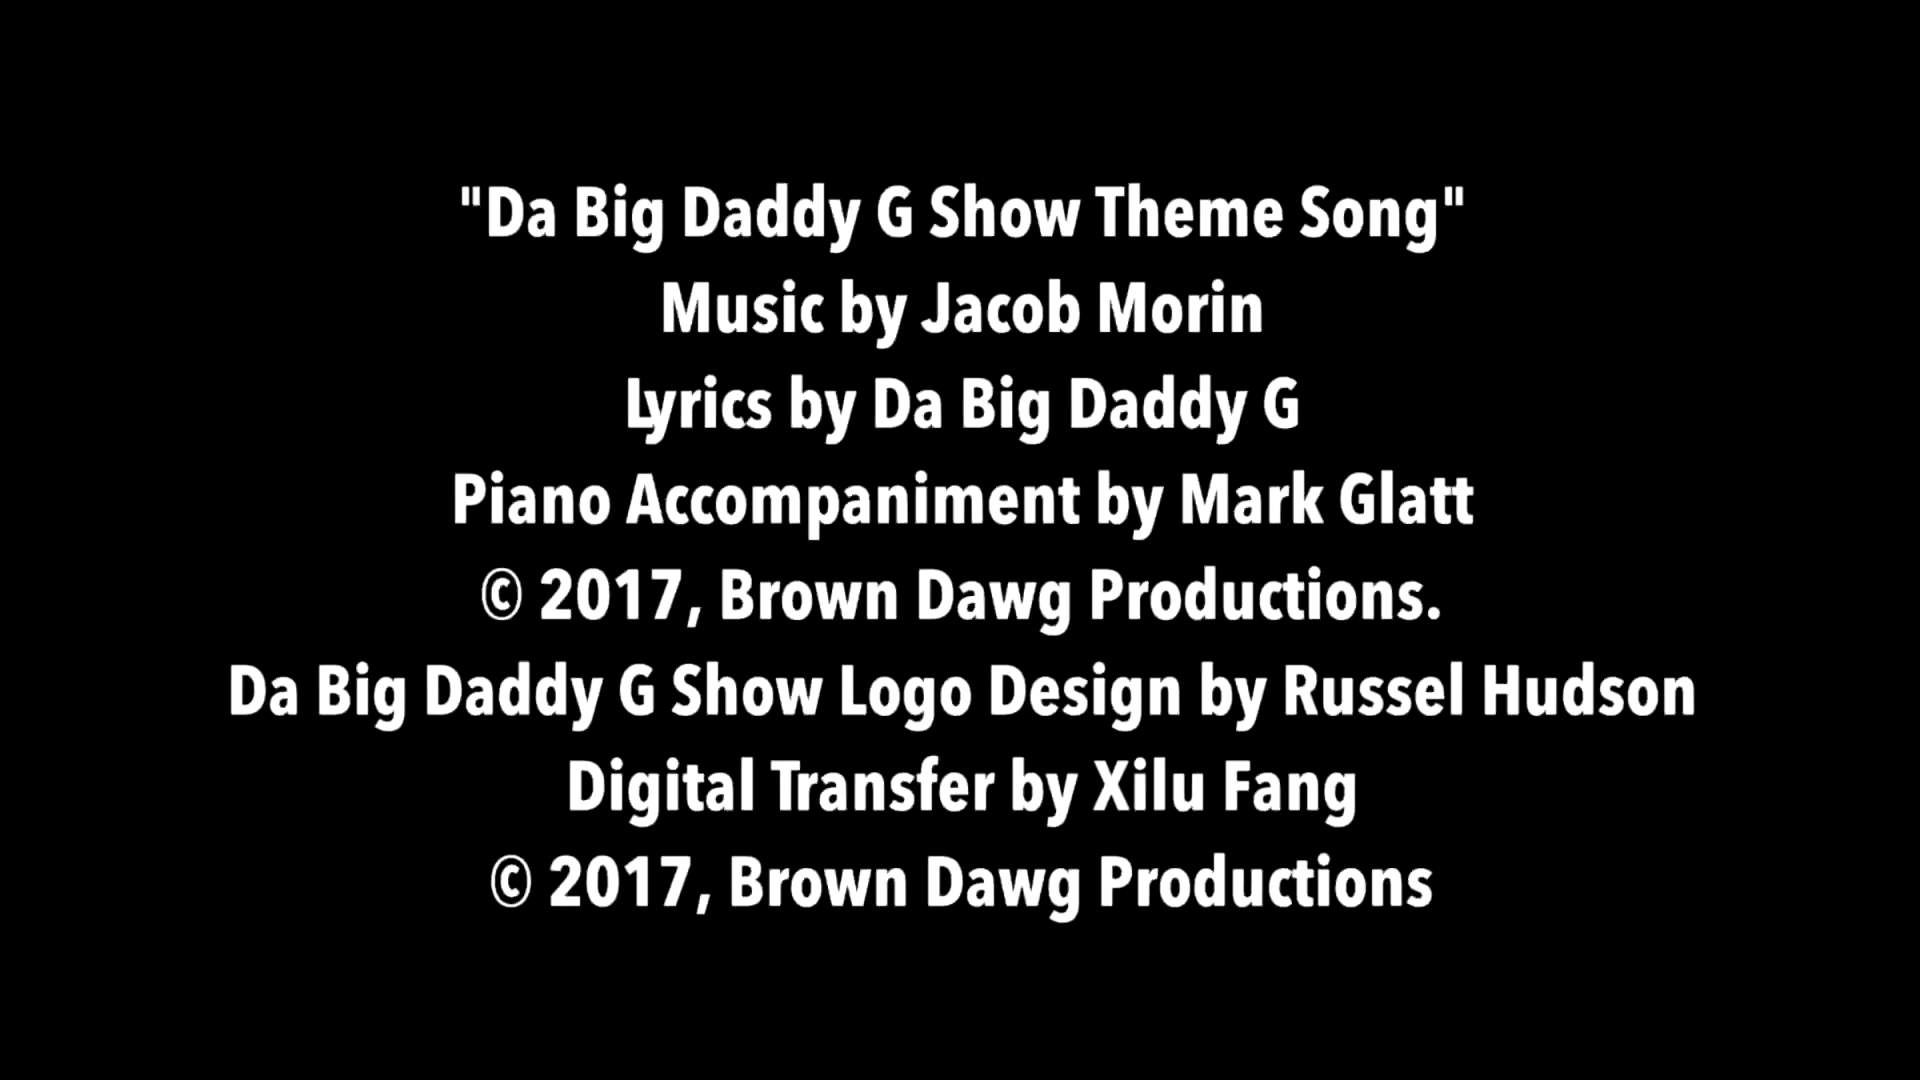 "Da Big Daddy G Show Theme Song"
Music by Jacob Morin
Lyrics by Da Big Daddy G
Piano Accompaniment by Mark Glatt
© 2017, Brown Dawg Productions.
Da Big Daddy G Show Logo Design by Russel Hudson
Digital Transfer by Xilu Fang
© 2017, Brown Dawg Productions